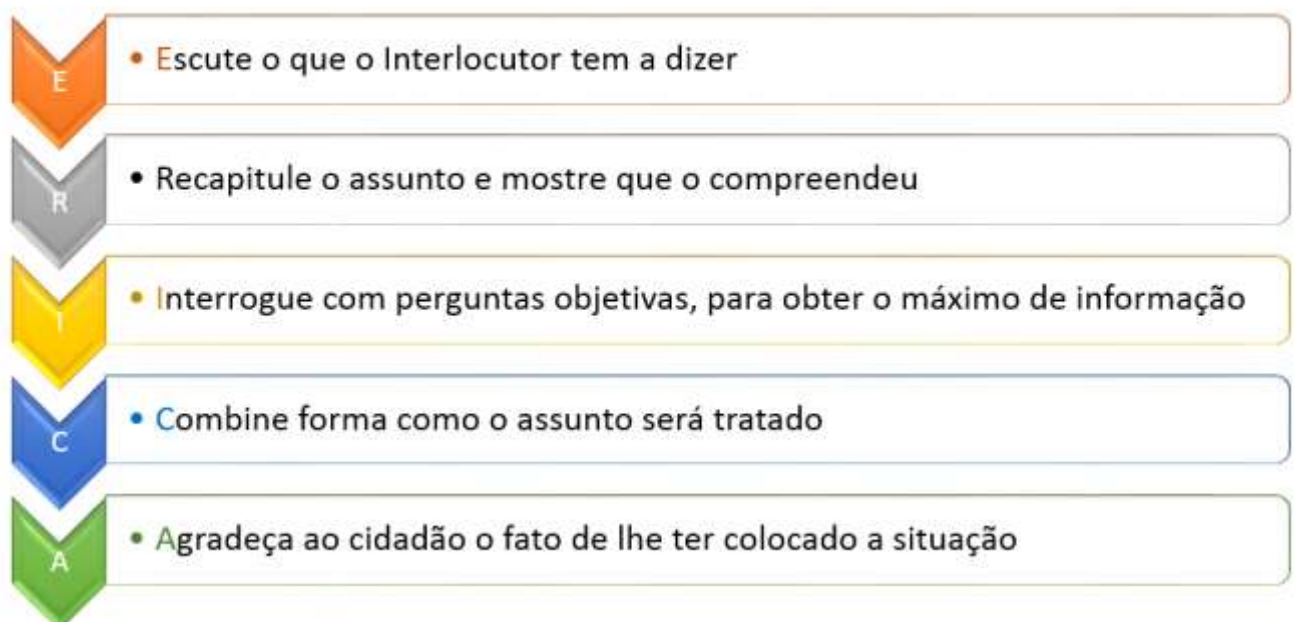 E
• Escute o que o Interlocutor tem a dizer
R
• Recapitule o assunto e mostre que o compreendeu
I
• Interrogue com perguntas objetivas, para obter o máximo de informação
C
• Combine forma como o assunto será tratado
A
• Agradeça ao cidadão o fato de lhe ter colocado a situação